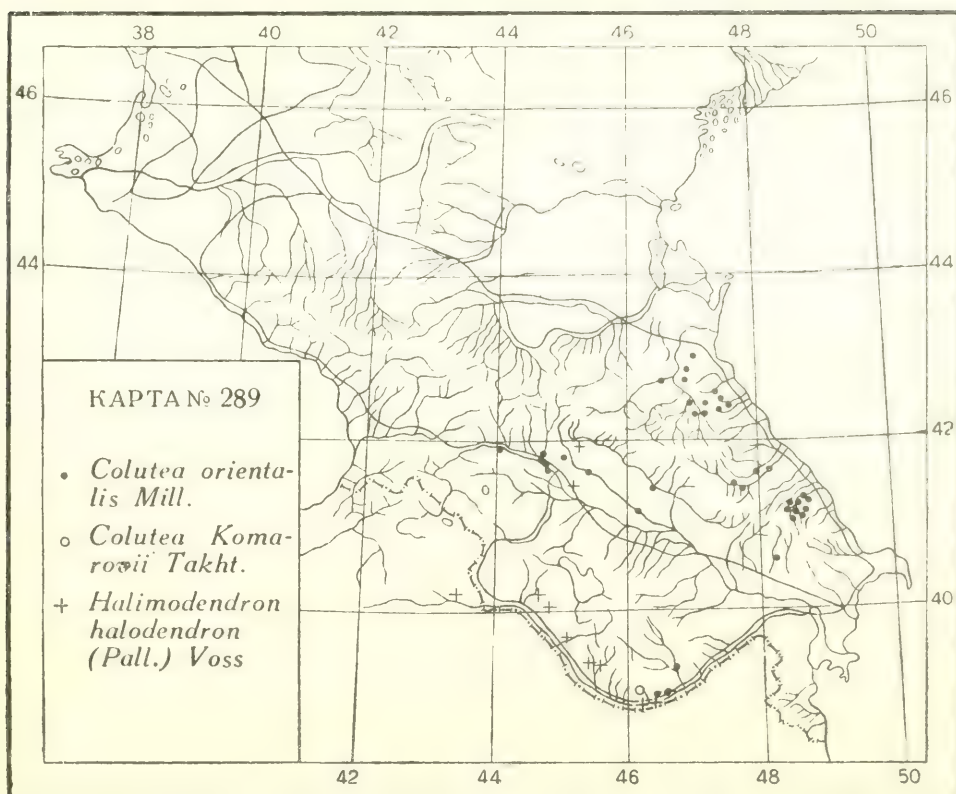 38 40 42 44 46 48 50
46 46
44 44
КАРТА № 289
• Colutea orienta-
lis Mill.
○ Colutea Koma-
rovii Takht.
+ Halimodendron
halodendron
(Pall.) Voss
42
40
42 44 46 48 50